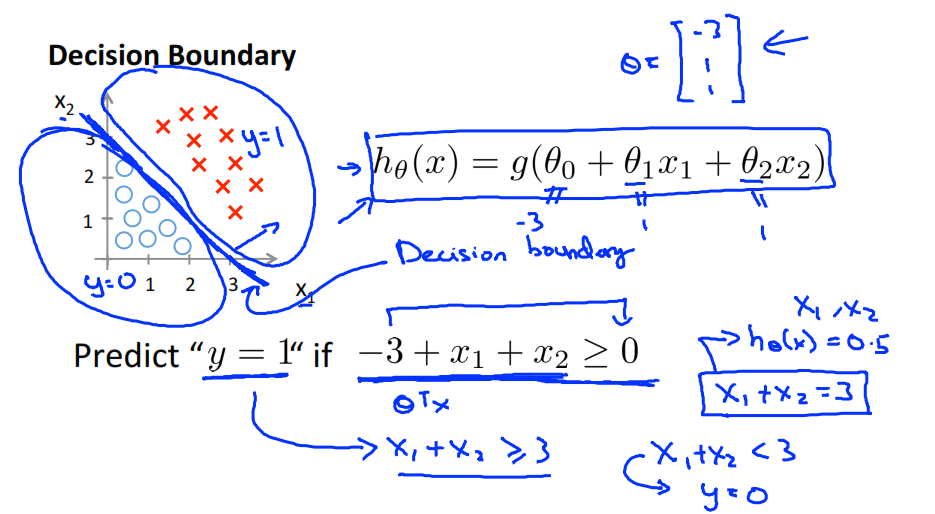 Decision Boundary
θ = [-3 1 1]
x₂
3
y=1
hθ(x) = g(θ₀ + θ₁x₁ + θ₂x₂)
2
-3 1 1
1
Decision boundary
y=0 1 2 3 x₁
x₁, x₂
Predict “y = 1“ if −3 + x₁ + x₂ ≥ 0
hθ(x) = 0.5
θᵀx
x₁ + x₂ = 3
x₁ + x₂ ≥ 3
x₁ + x₂ < 3
y = 0